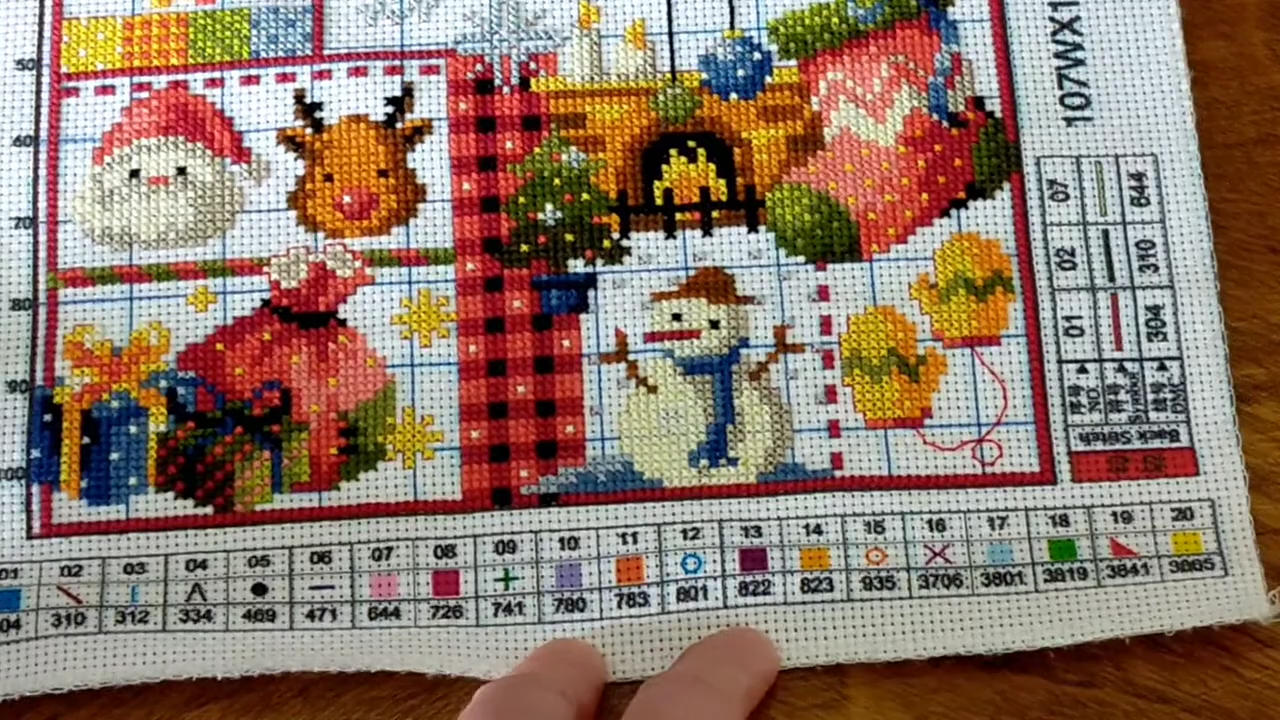 50
60
70
80
90
107WX1
07 644
02 310
01 304
Back Stitch
01 02 03 04 05 06 07 08 09 10 11 12 13 14 15 16 17 18 19 20
04 310 312 334 469 471 644 726 741 780 783 801 822 823 935 3706 3801 3819 3841 3865